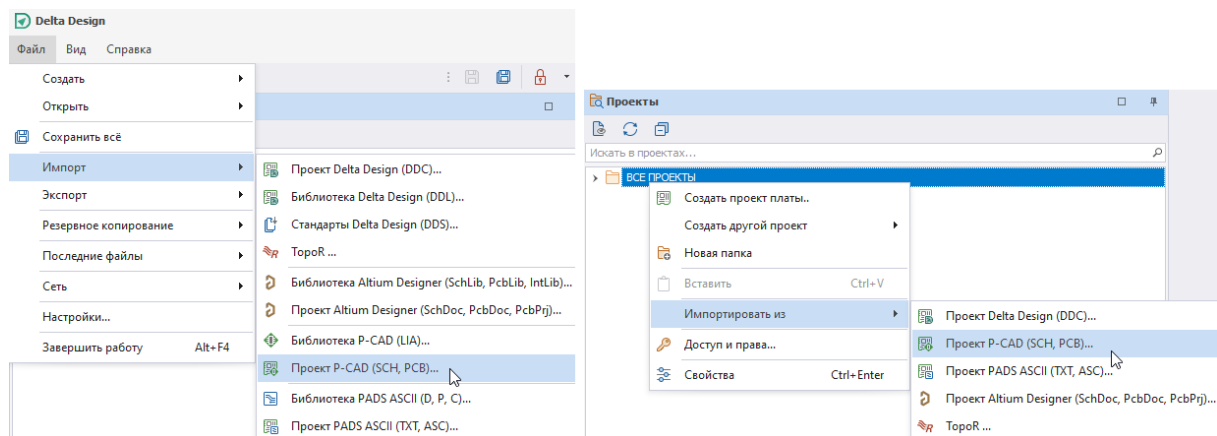 Delta Design
Файл Вид Справка
Создать
Открыть
Сохранить всё
Импорт
Экспорт
Резервное копирование
Последние файлы
Сеть
Настройки...
Завершить работу Alt+F4
Проект Delta Design (DDC)...
Библиотека Delta Design (DDL)...
Стандарты Delta Design (DDS)...
TopoR ...
Библиотека Altium Designer (SchLib, PcbLib, IntLib)...
Проект Altium Designer (SchDoc, PcbDoc, PcbPrj)...
Библиотека P-CAD (LIA)...
Проект P-CAD (SCH, PCB)...
Библиотека PADS ASCII (D, P, C)...
Проект PADS ASCII (TXT, ASC)...
Проекты
Искать в проектах...
ВСЕ ПРОЕКТЫ
Создать проект платы..
Создать другой проект
Новая папка
Вставить Ctrl+V
Импортировать из
Доступ и права...
Свойства Ctrl+Enter
Проект Delta Design (DDC)...
Проект P-CAD (SCH, PCB)...
Проект PADS ASCII (TXT, ASC)...
Проект Altium Designer (SchDoc, PcbDoc, PcbPrj)...
TopoR ...